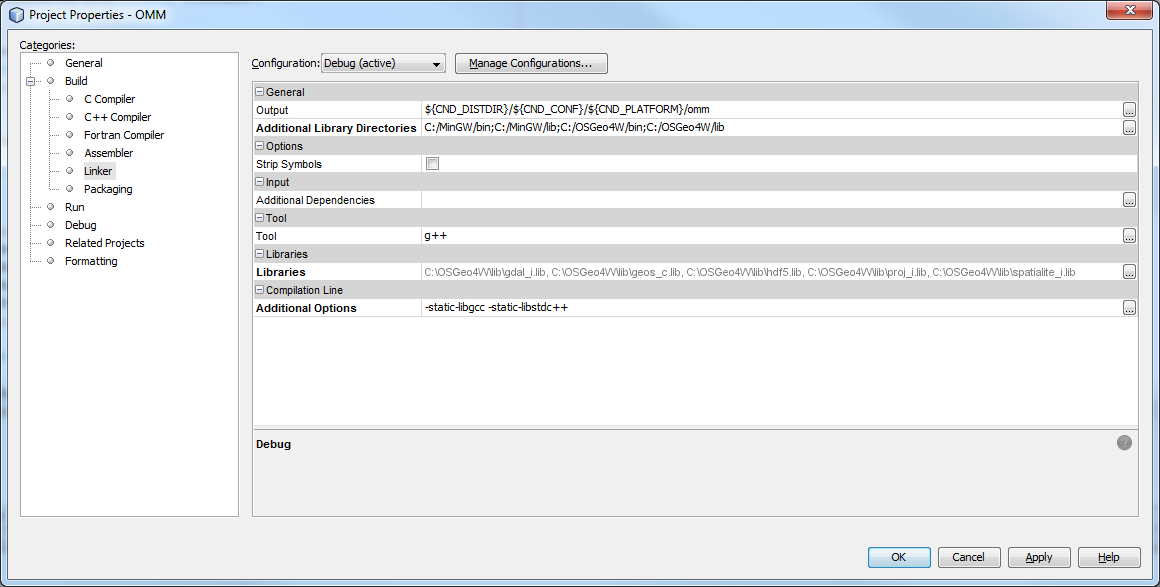 Project Properties - OMM
Categories:
General
Build
C Compiler
C++ Compiler
Fortran Compiler
Assembler
Linker
Packaging
Run
Debug
Related Projects
Formatting
Configuration: Debug (active) Manage Configurations...
General
Output ${CND_DISTDIR}/${CND_CONF}/${CND_PLATFORM}/omm ...
Additional Library Directories C:/MinGW/bin;C:/MinGW/lib;C:/OSGeo4W/bin;C:/OSGeo4W/lib ...
Options
Strip Symbols
Input
Additional Dependencies ...
Tool
Tool g++ ...
Libraries
Libraries C:\OSGeo4W\lib\gdal_i.lib, C:\OSGeo4W\lib\geos_c.lib, C:\OSGeo4W\lib\hdf5.lib, C:\OSGeo4W\lib\proj_i.lib, C:\OSGeo4W\lib\spatialite_i.lib ...
Compilation Line
Additional Options -static-libgcc -static-libstdc++ ...
Debug ?
OK Cancel Apply Help